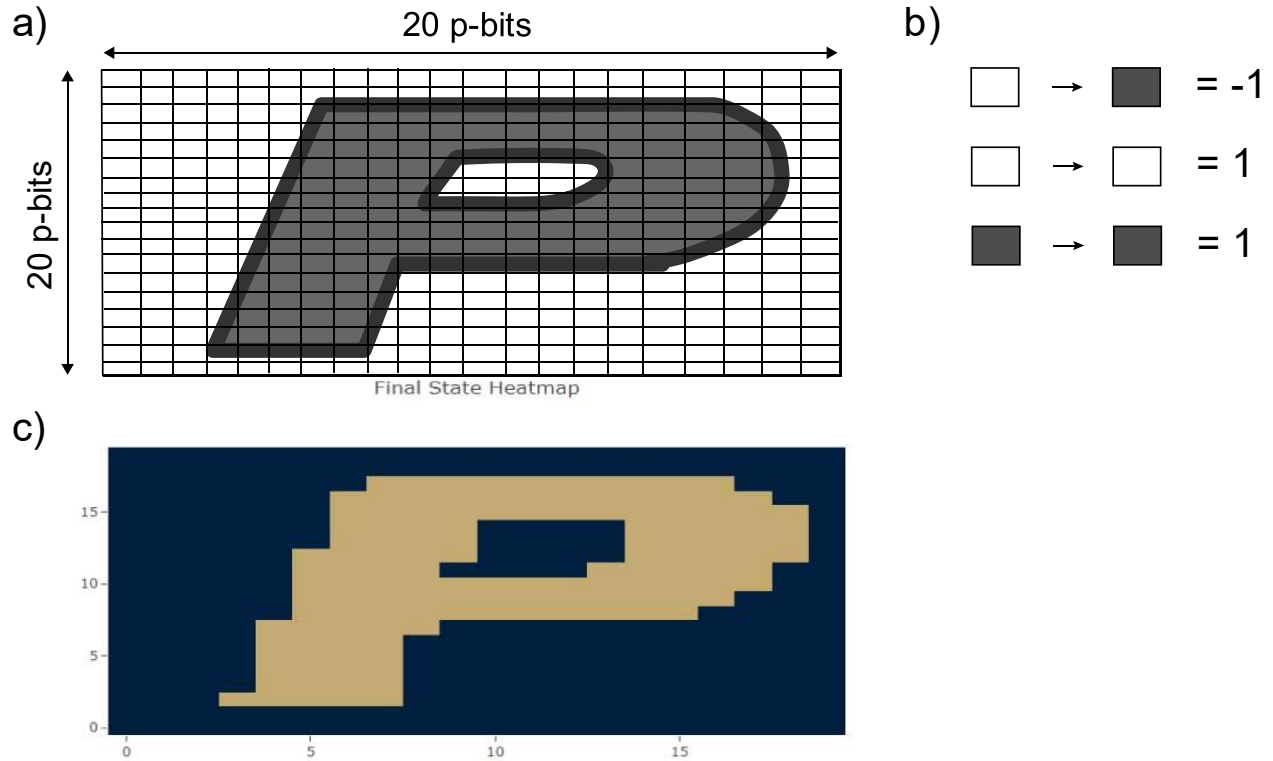 a)
20 p-bits
b)
20 p-bits
= -1
= 1
= 1
Final State Heatmap
c)
15
10
5
0
0
5
10
15